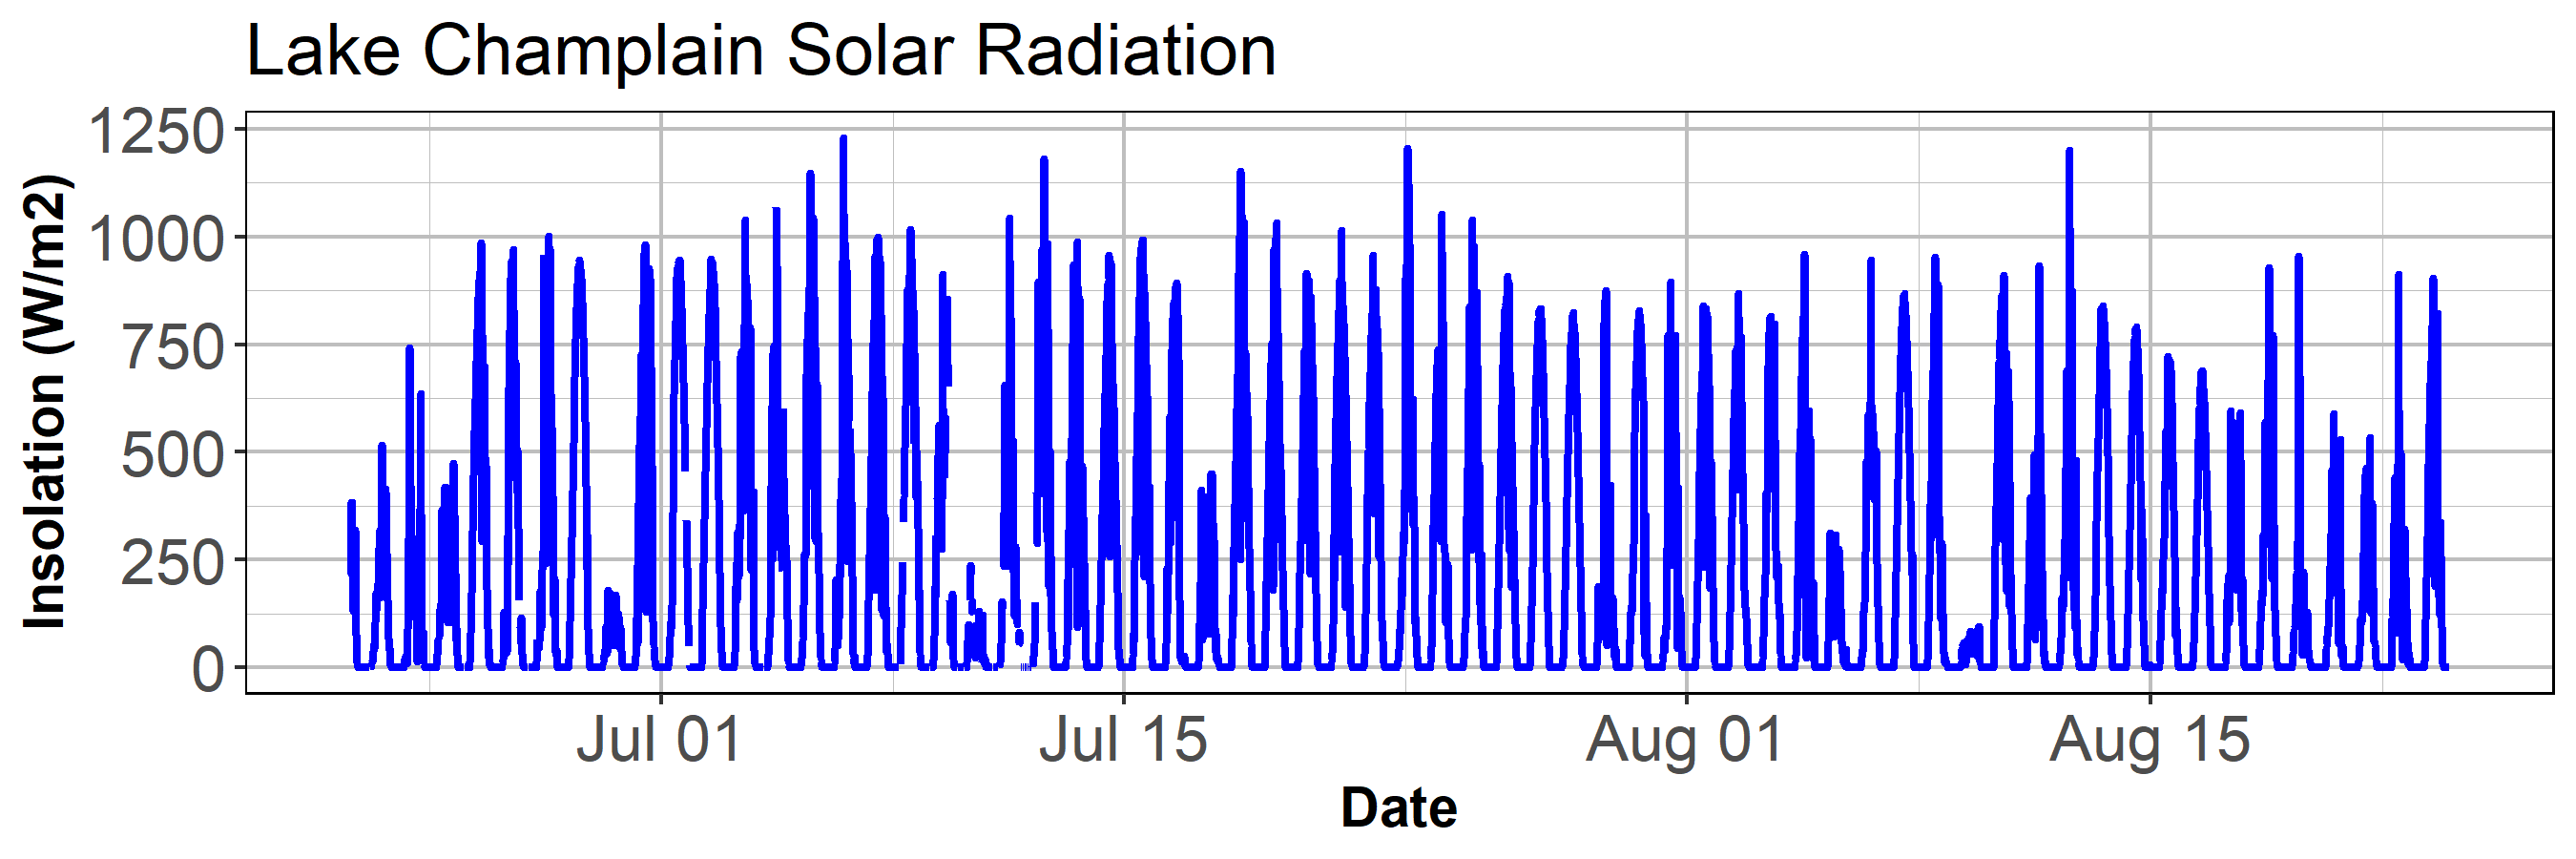 Lake Champlain Solar Radiation
1250
1000
750
500
250
0
Insolation (W/m2)
Jul 01
Jul 15
Aug 01
Aug 15
Date